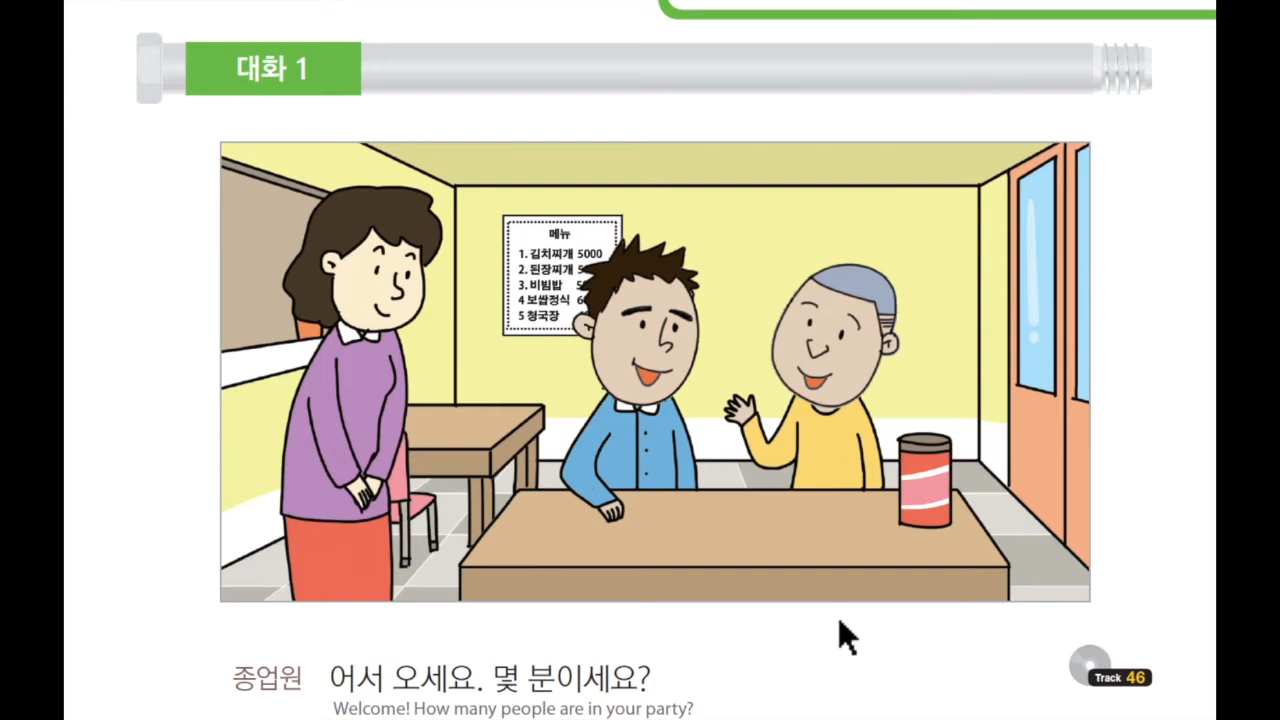 대화 1
메뉴
1. 김치찌개 5000
2. 된장찌개
3. 비빔밥
4 보쌈정식
5 청국장
종업원 어서 오세요. 몇 분이세요?
Welcome! How many people are in your party?
Track 46